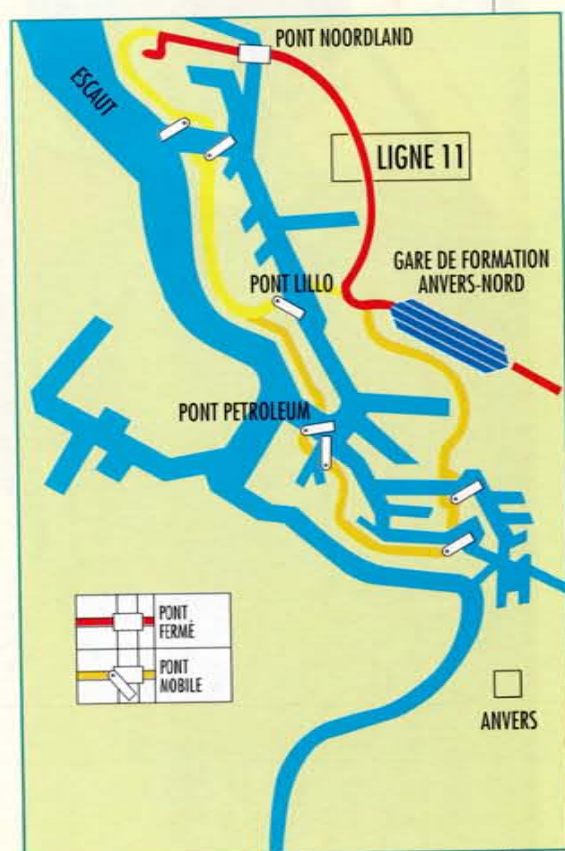 PONT NOORDLAND
ESCAUT
LIGNE 11
GARE DE FORMATION
ANVERS-NORD
PONT LILLO
PONT PETROLEUM
PONT
FERMÉ
PONT
MOBILE
ANVERS